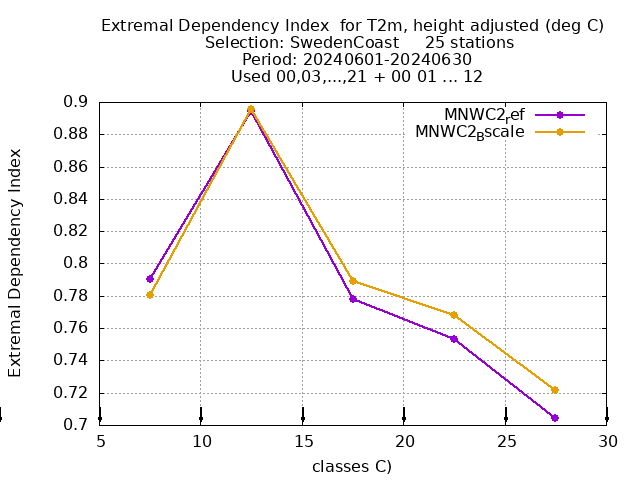 Extremal Dependency Index  for T2m, height adjusted (deg C)
Selection: SwedenCoast     25 stations
Period: 20240601-20240630
Used 00,03,...,21 + 00 01 ... 12
MNWC2ref
MNWC2Bscale
Extremal Dependency Index
0.9
0.88
0.86
0.84
0.82
0.8
0.78
0.76
0.74
0.72
0.7
5 10 15 20 25 30
classes C)